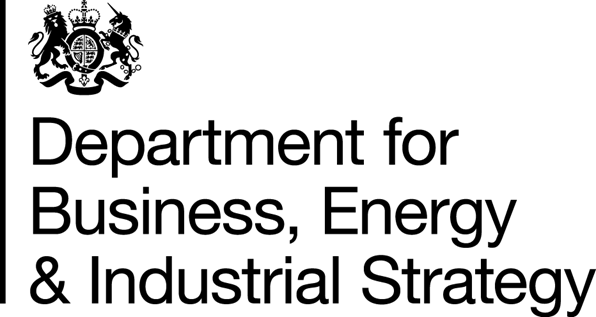 Department for
Business, Energy
& Industrial Strategy